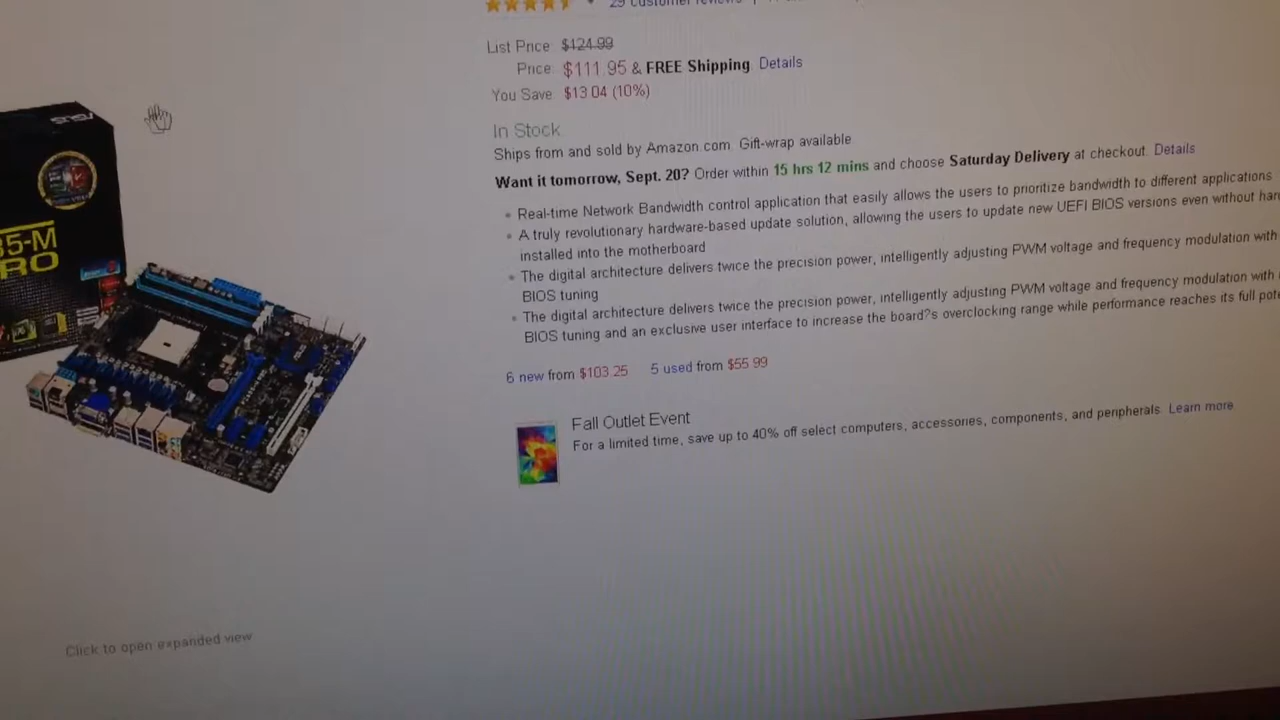 29 customer reviews |
List Price: $124.99
Price: $111.95 & FREE Shipping. Details
You Save: $13.04 (10%)
In Stock.
Ships from and sold by Amazon.com. Gift-wrap available.
Want it tomorrow, Sept. 20? Order within 15 hrs 12 mins and choose Saturday Delivery at checkout. Details
Real-time Network Bandwidth control application that easily allows the users to prioritize bandwidth to different applications
A truly revolutionary hardware-based update solution, allowing the users to update new UEFI BIOS versions even without
installed into the motherboard
The digital architecture delivers twice the precision power, intelligently adjusting PWM voltage and frequency modulation with
BIOS tuning
The digital architecture delivers twice the precision power, intelligently adjusting PWM voltage and frequency modulation with
BIOS tuning and an exclusive user interface to increase the board?s overclocking range while performance reaches its full
6 new from $103.25 5 used from $55.99
Fall Outlet Event
For a limited time, save up to 40% off select computers, accessories, components, and peripherals. Learn more
ASUS
85-M
RO
Click to open expanded view